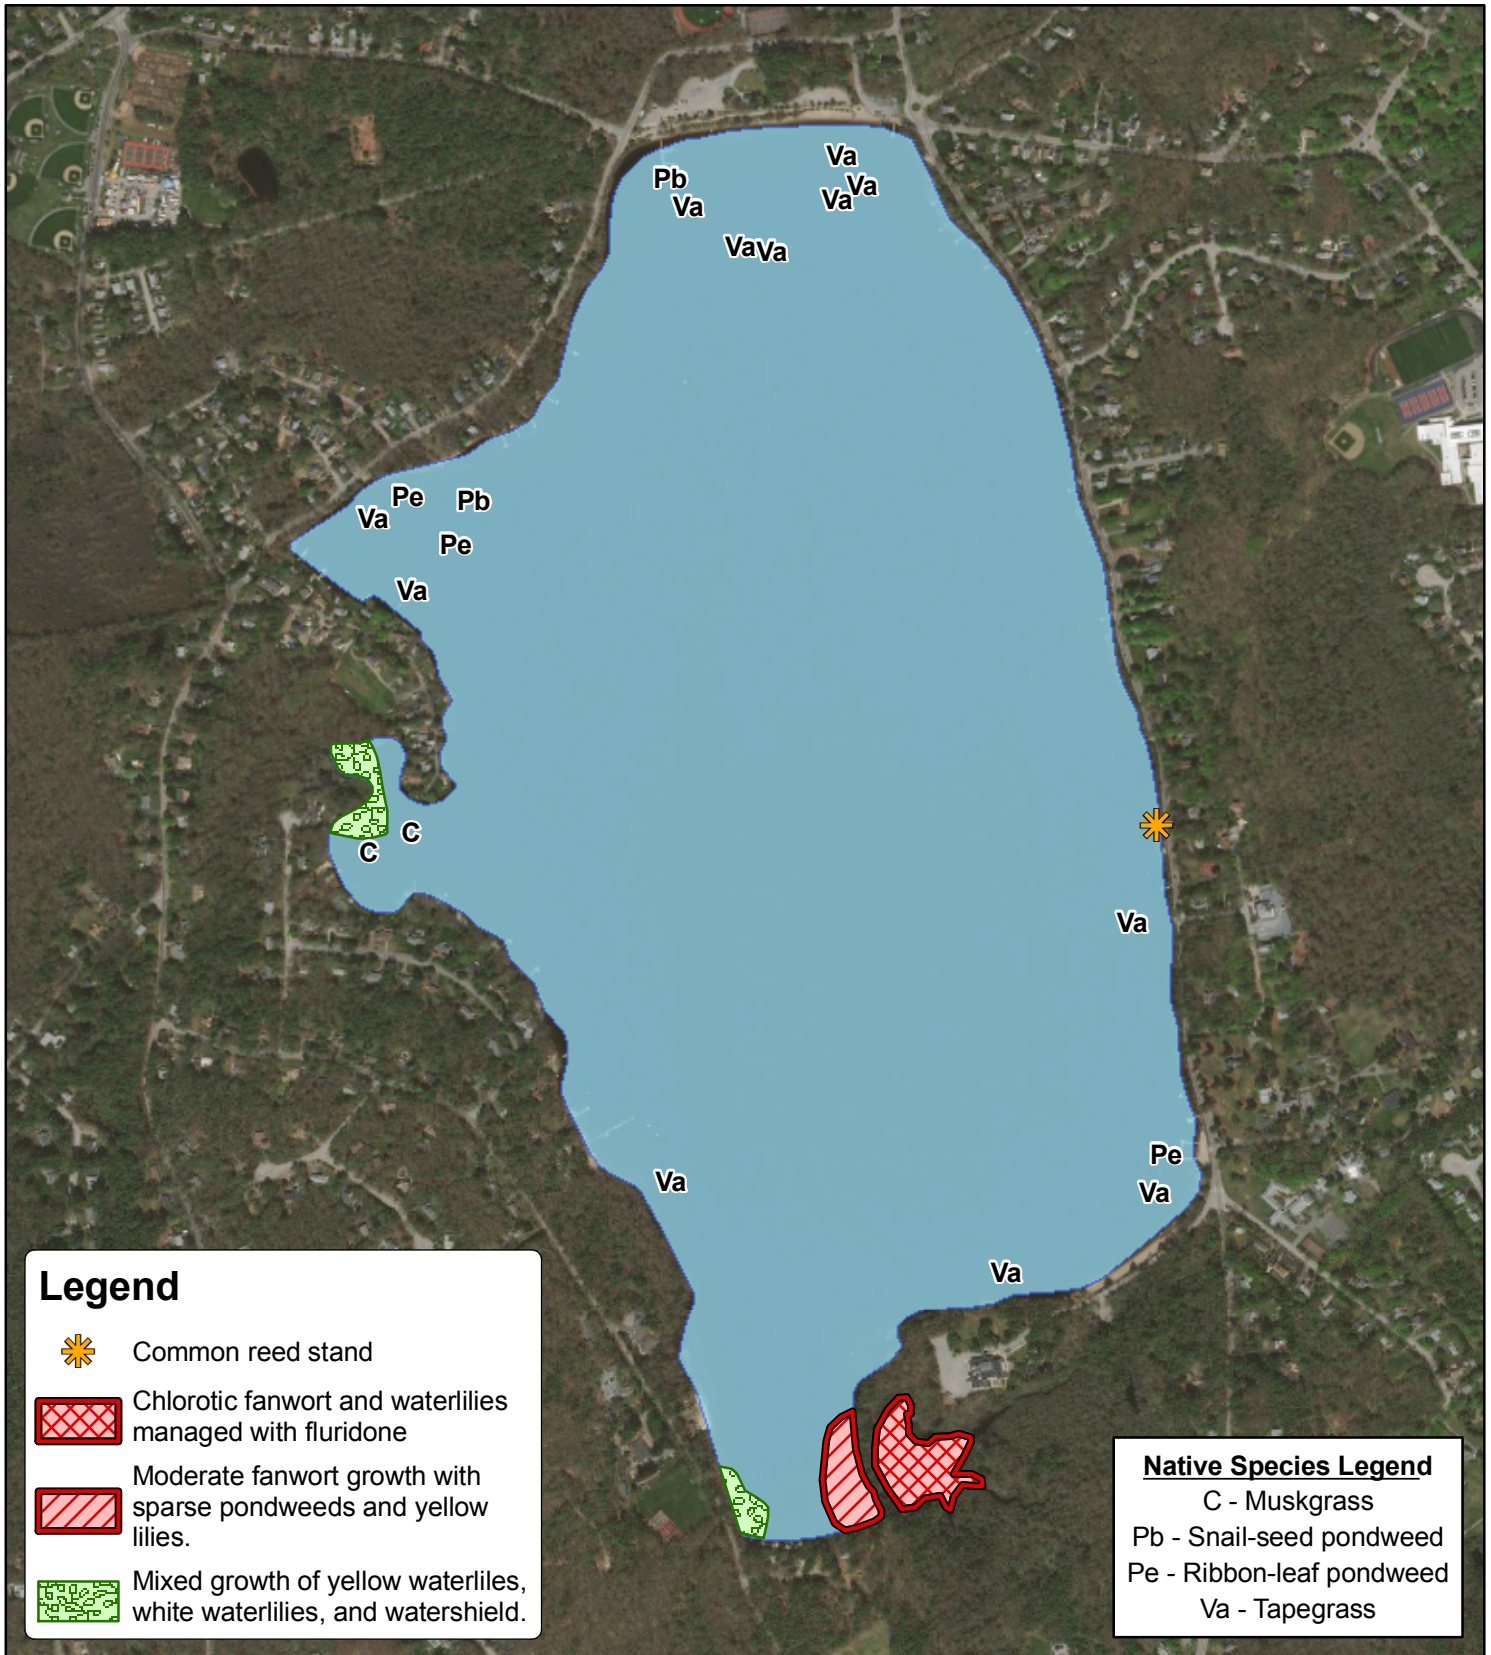 Va
Pb
Va
Va
Va
VaVa
Pe
Pb
Va
Pe
Va
C
C
Va
Pe
Va
Va
Va
Legend
Common reed stand
Chlorotic fanwort and waterlilies
managed with fluridone
Moderate fanwort growth with
sparse pondweeds and yellow
lilies.
Mixed growth of yellow waterliles,
white waterlilies, and watershield.
Native Species Legend
C - Muskgrass
Pb - Snail-seed pondweed
Pe - Ribbon-leaf pondweed
Va - Tapegrass